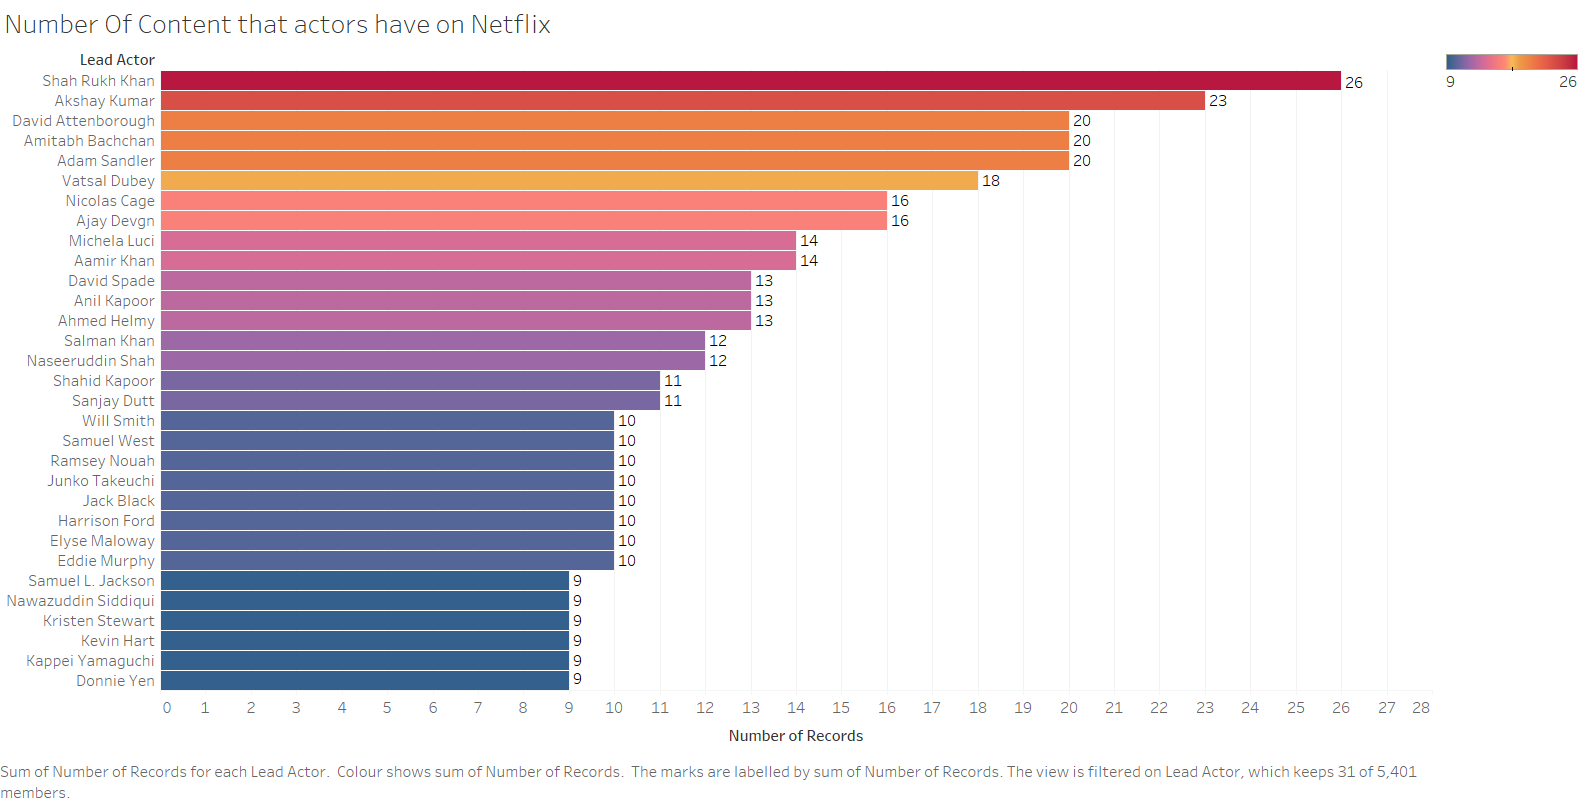 Number Of Content that actors have on Netflix
Lead Actor
Shah Rukh Khan 26
Akshay Kumar 23
David Attenborough 20
Amitabh Bachchan 20
Adam Sandler 20
Vatsal Dubey 18
Nicolas Cage 16
Ajay Devgn 16
Michela Luci 14
Aamir Khan 14
David Spade 13
Anil Kapoor 13
Ahmed Helmy 13
Salman Khan 12
Naseeruddin Shah 12
Shahid Kapoor 11
Sanjay Dutt 11
Will Smith 10
Samuel West 10
Ramsey Nouah 10
Junko Takeuchi 10
Jack Black 10
Harrison Ford 10
Elyse Maloway 10
Eddie Murphy 10
Samuel L. Jackson 9
Nawazuddin Siddiqui 9
Kristen Stewart 9
Kevin Hart 9
Kappei Yamaguchi 9
Donnie Yen 9
0 1 2 3 4 5 6 7 8 9 10 11 12 13 14 15 16 17 18 19 20 21 22 23 24 25 26 27 28
Number of Records
9 26
Sum of Number of Records for each Lead Actor.  Colour shows sum of Number of Records.  The marks are labelled by sum of Number of Records. The view is filtered on Lead Actor, which keeps 31 of 5,401
members.